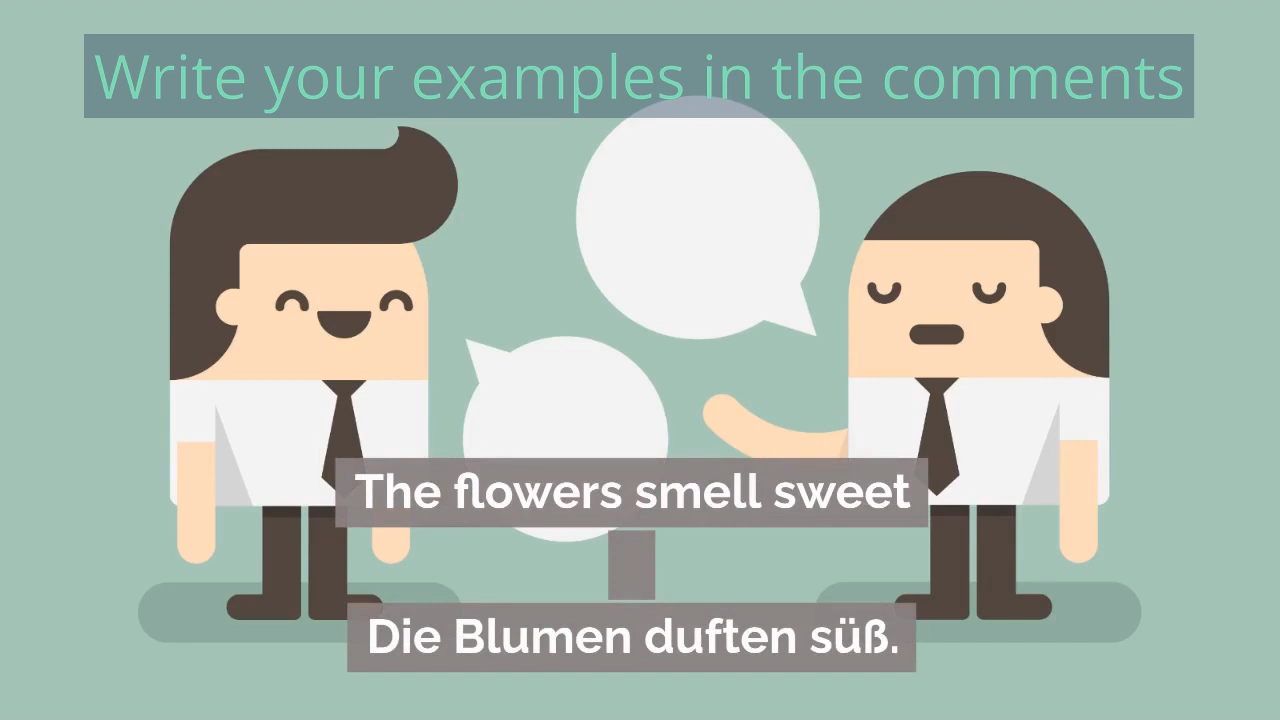 Write your examples in the comments
The flowers smell sweet
Die Blumen duften süß.